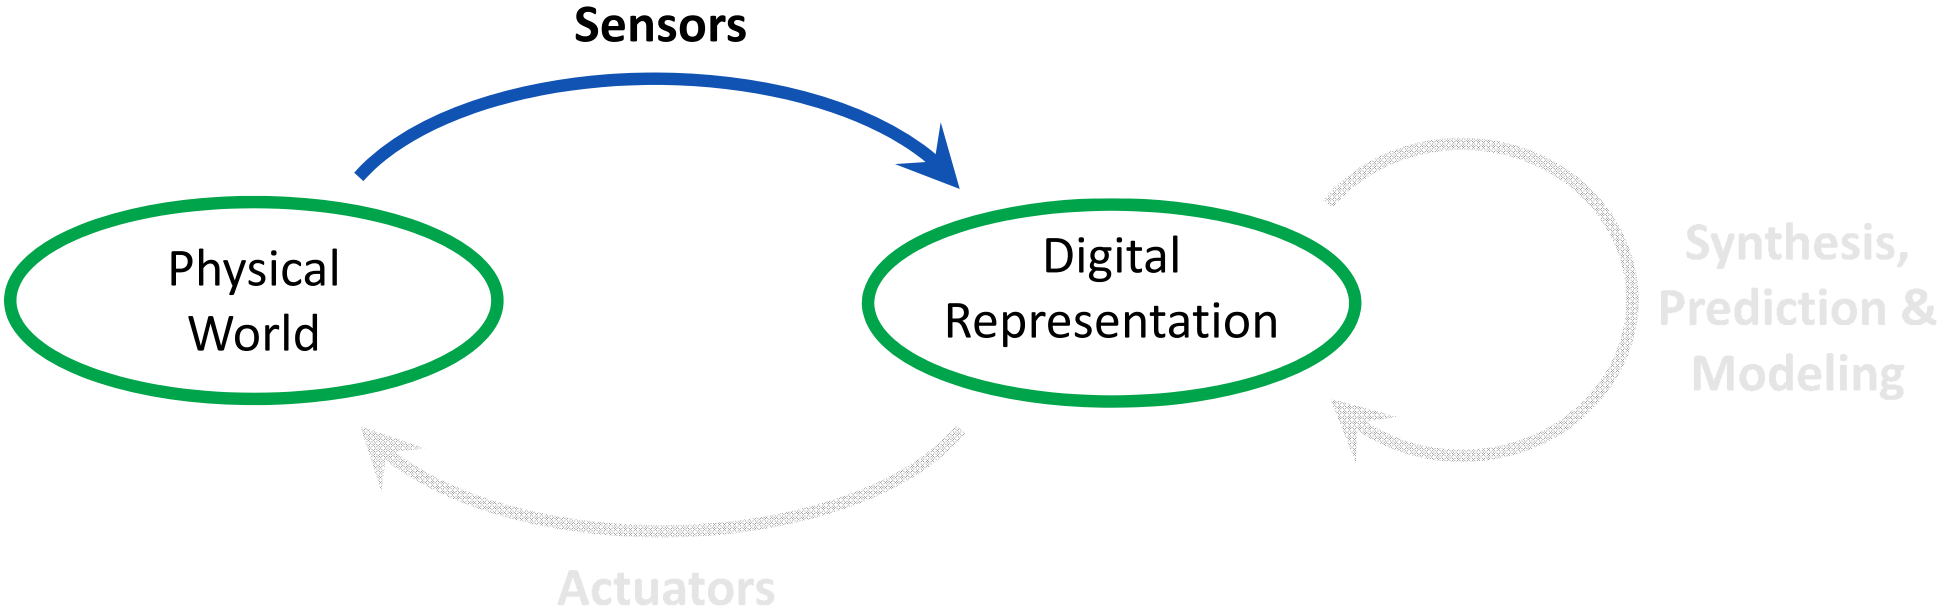 Sensors
Physical
World
Digital
Representation
Synthesis,
Prediction &
Modeling
Actuators